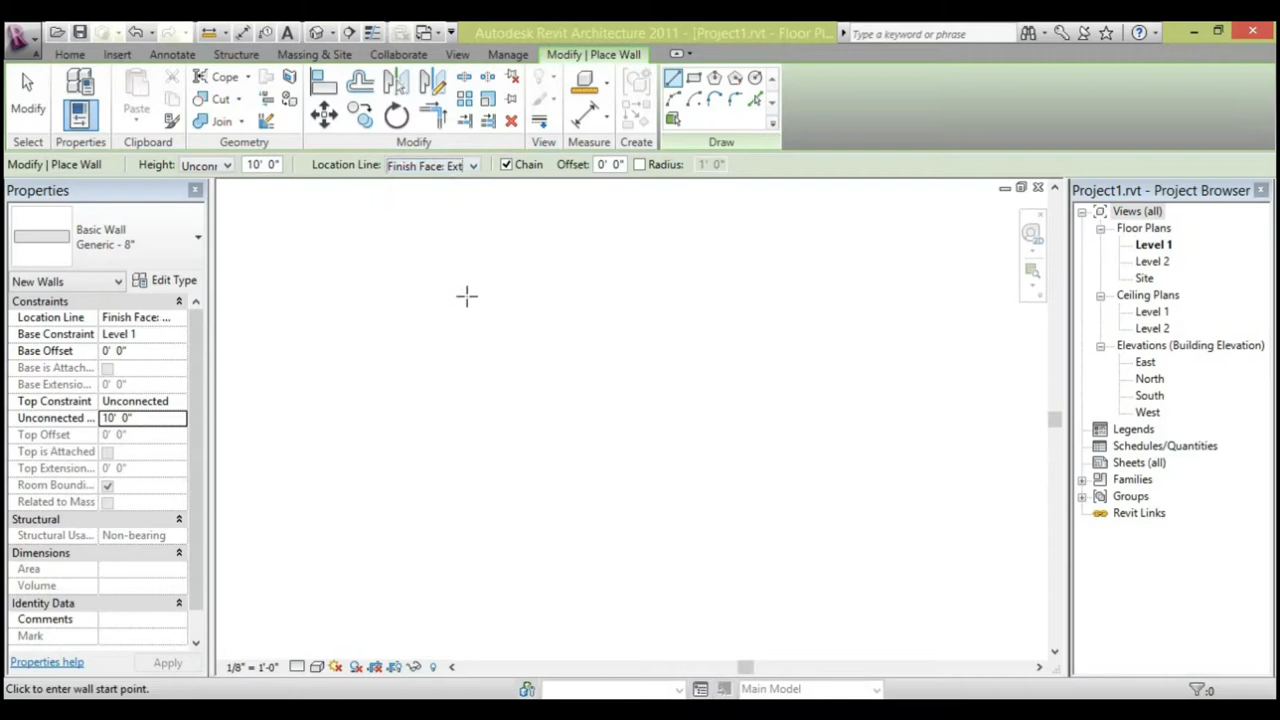 Autodesk Revit Architecture 2011 - [Project1.rvt - Floor Pl...
Type a keyword or phrase
Home Insert Annotate Structure Massing & Site Collaborate View Manage Modify | Place Wall
Modify Paste Cope Cut Join
Select Properties Clipboard Geometry Modify View Measure Create Draw
Modify | Place Wall Height: Unconr 10' 0" Location Line: Finish Face: Ext Chain Offset: 0' 0" Radius: 1' 0"
Properties
Basic Wall
Generic - 8"
New Walls Edit Type
Constraints
Location Line Finish Face: ...
Base Constraint Level 1
Base Offset 0' 0"
Base is Attach...
Base Extensio... 0' 0"
Top Constraint Unconnected
Unconnected ... 10' 0"
Top Offset 0' 0"
Top is Attached
Top Extension... 0' 0"
Room Boundi...
Related to Mass
Structural
Structural Usa... Non-bearing
Dimensions
Area
Volume
Identity Data
Comments
Mark
Properties help Apply
Project1.rvt - Project Browser
Views (all)
Floor Plans
Level 1
Level 2
Site
Ceiling Plans
Level 1
Level 2
Elevations (Building Elevation)
East
North
South
West
Legends
Schedules/Quantities
Sheets (all)
Families
Groups
Revit Links
1/8" = 1'-0"
Click to enter wall start point. Main Model :0